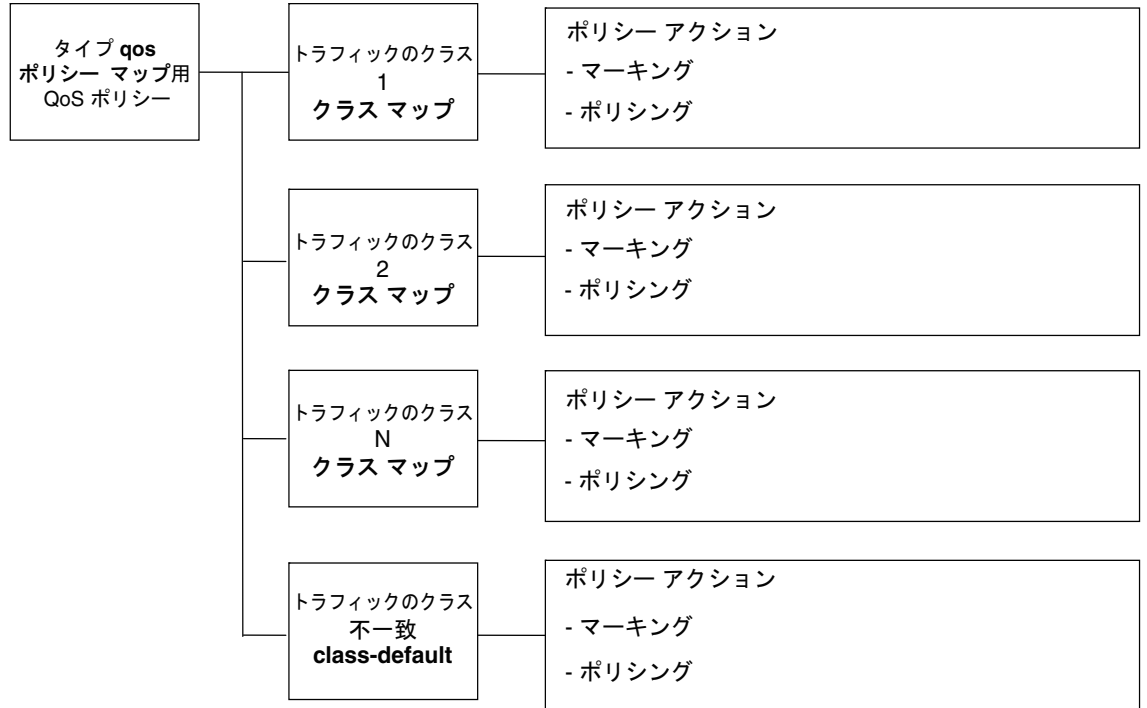 タイプ qos
ポリシー マップ用
QoS ポリシー
トラフィックのクラス
1
クラス マップ
ポリシー アクション
- マーキング
- ポリシング
トラフィックのクラス
2
クラス マップ
ポリシー アクション
- マーキング
- ポリシング
トラフィックのクラス
N
クラス マップ
ポリシー アクション
- マーキング
- ポリシング
トラフィックのクラス
不一致
class-default
ポリシー アクション
- マーキング
- ポリシング